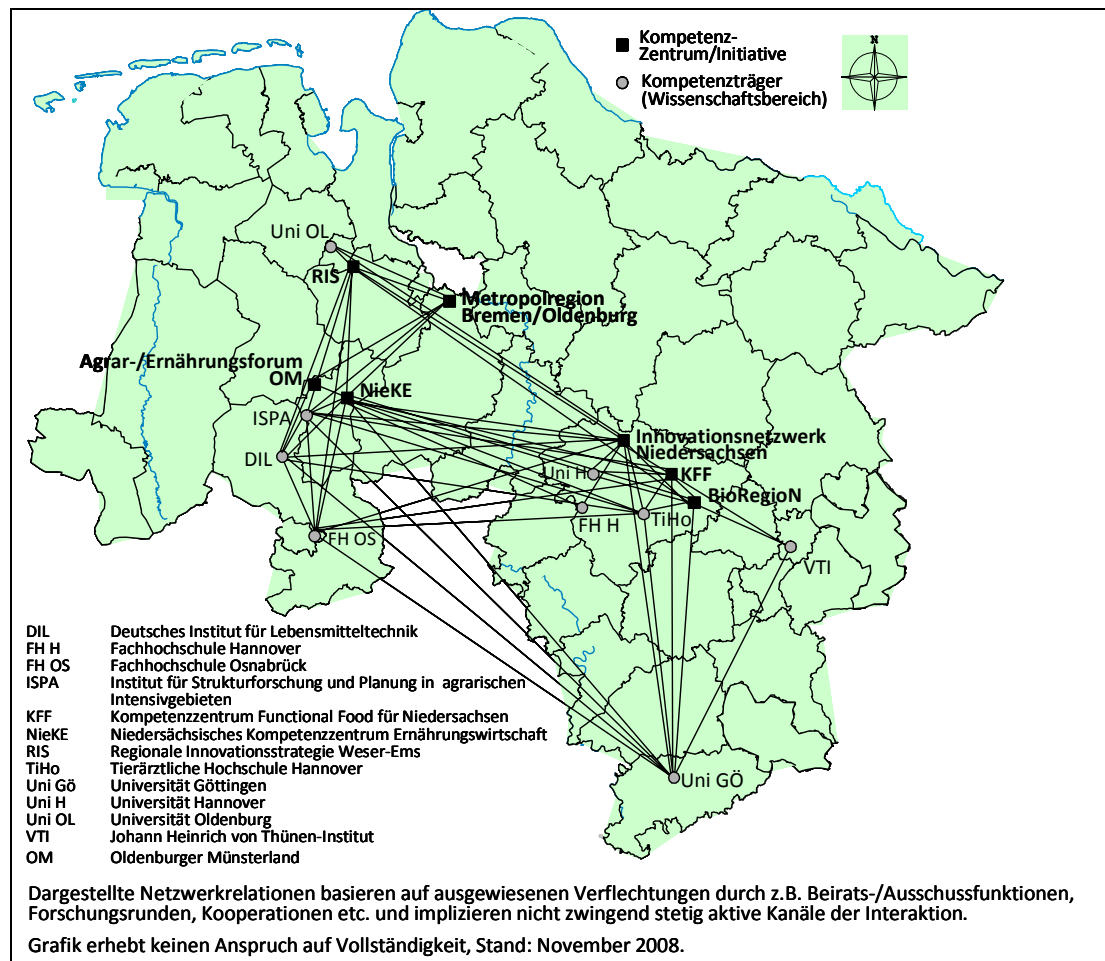 Kompetenz-
Zentrum/Initiative
Kompetenzträger
(Wissenschaftsbereich)
N
Uni OL
RIS
Metropolregion
Bremen/Oldenburg
Agrar-/Ernährungsforum
OM
NieKE
ISPA
DIL
Innovationsnetzwerk
Niedersachsen
Uni H
KFF
BioRegioN
FH H
TiHo
FH OS
VTI
Uni GÖ
DIL Deutsches Institut für Lebensmitteltechnik
FH H Fachhochschule Hannover
FH OS Fachhochschule Osnabrück
ISPA Institut für Strukturforschung und Planung in agrarischen
Intensivgebieten
KFF Kompetenzzentrum Functional Food für Niedersachsen
NieKE Niedersächsisches Kompetenzzentrum Ernährungswirtschaft
RIS Regionale Innovationsstrategie Weser-Ems
TiHo Tierärztliche Hochschule Hannover
Uni Gö Universität Göttingen
Uni H Universität Hannover
Uni OL Universität Oldenburg
VTI Johann Heinrich von Thünen-Institut
OM Oldenburger Münsterland
Dargestellte Netzwerkrelationen basieren auf ausgewiesenen Verflechtungen durch z.B. Beirats-/Ausschussfunktionen,
Forschungsrunden, Kooperationen etc. und implizieren nicht zwingend stetig aktive Kanäle der Interaktion.
Grafik erhebt keinen Anspruch auf Vollständigkeit, Stand: November 2008.